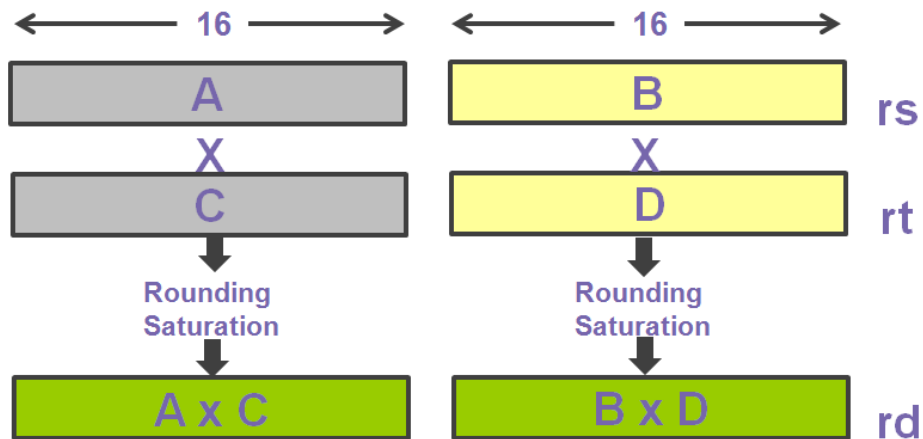 16 16
A B rs
X X
C D rt
Rounding Rounding
Saturation Saturation
A x C B x D rd